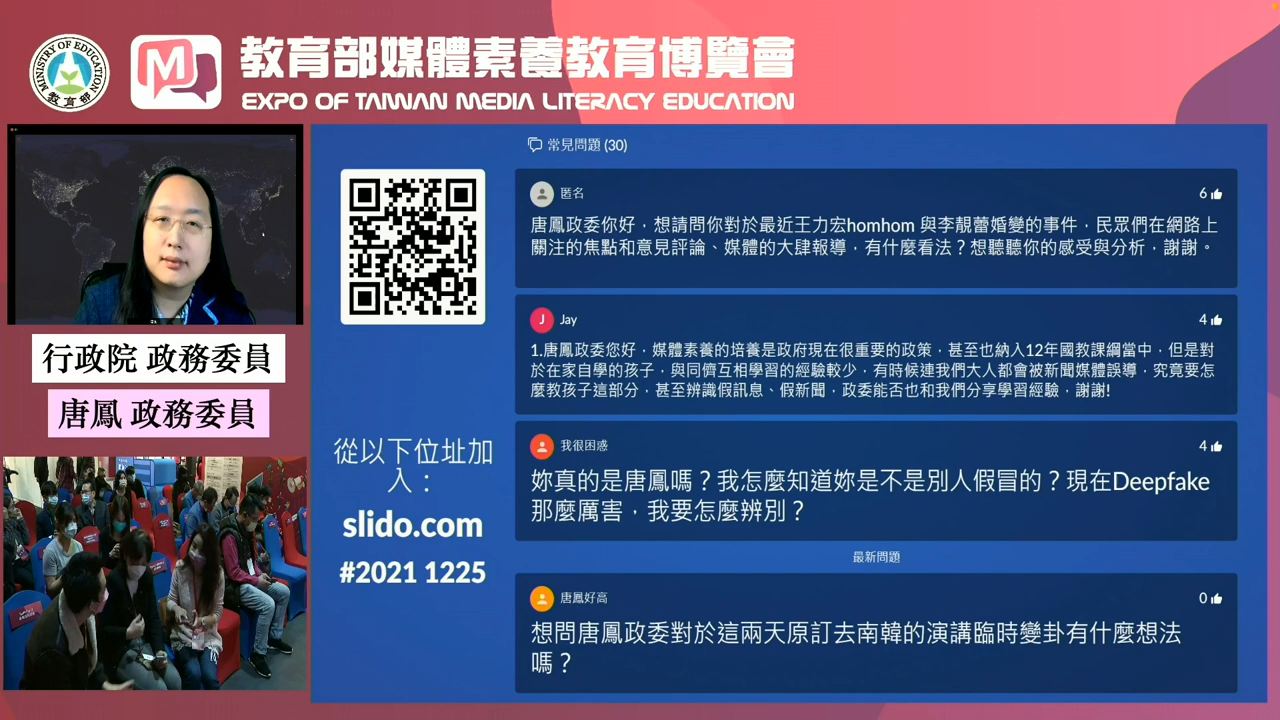 MINISTRY OF EDUCATION
教育部
M
教育部媒體素養教育博覽會
EXPO OF TAIWAN MEDIA LITERACY EDUCATION
行政院 政務委員
唐鳳 政務委員
從以下位址加
入：
slido.com
#2021 1225
常見問題 (30)
匿名
6
唐鳳政委你好，想請問你對於最近王力宏homhom 與李靚蕾婚變的事件，民眾們在網路上
關注的焦點和意見評論、媒體的大肆報導，有什麼看法？想聽聽你的感受與分析，謝謝。
J Jay
4
1.唐鳳政委您好，媒體素養的培養是政府現在很重要的政策，甚至也納入12年國教課綱當中，但是對
於在家自學的孩子，與同儕互相學習的經驗較少，有時候連我們大人都會被新聞媒體誤導，究竟要怎
麼教孩子這部分，甚至辨識假訊息、假新聞，政委能否也和我們分享學習經驗，謝謝!
我很困惑
4
妳真的是唐鳳嗎？我怎麼知道妳是不是別人假冒的？現在Deepfake
那麼厲害，我要怎麼辨別？
最新問題
唐鳳好高
0
想問唐鳳政委對於這兩天原訂去南韓的演講臨時變卦有什麼想法
嗎？